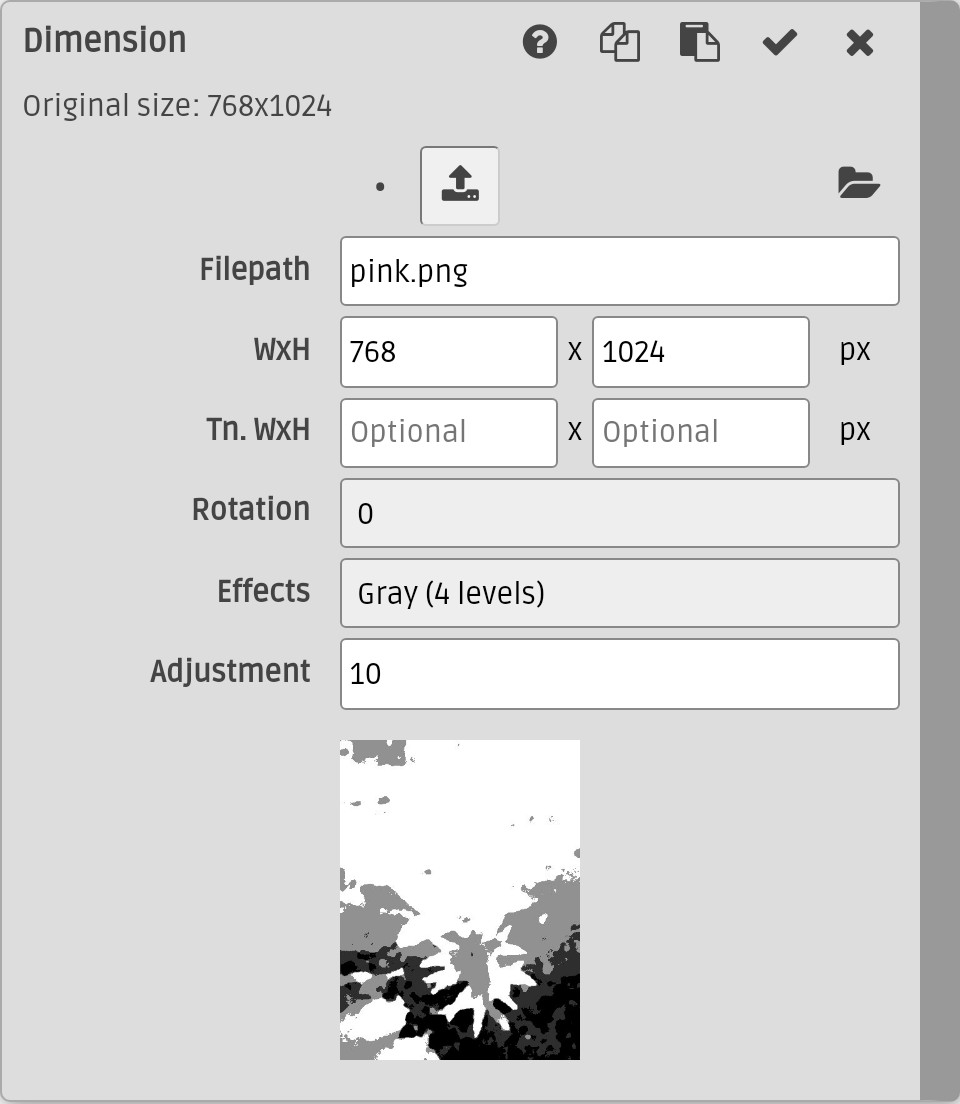 Dimension
Original size: 768x1024
Filepath pink.png
WxH 768 x 1024 px
Tn. WxH Optional x Optional px
Rotation 0
Effects Gray (4 levels)
Adjustment 10